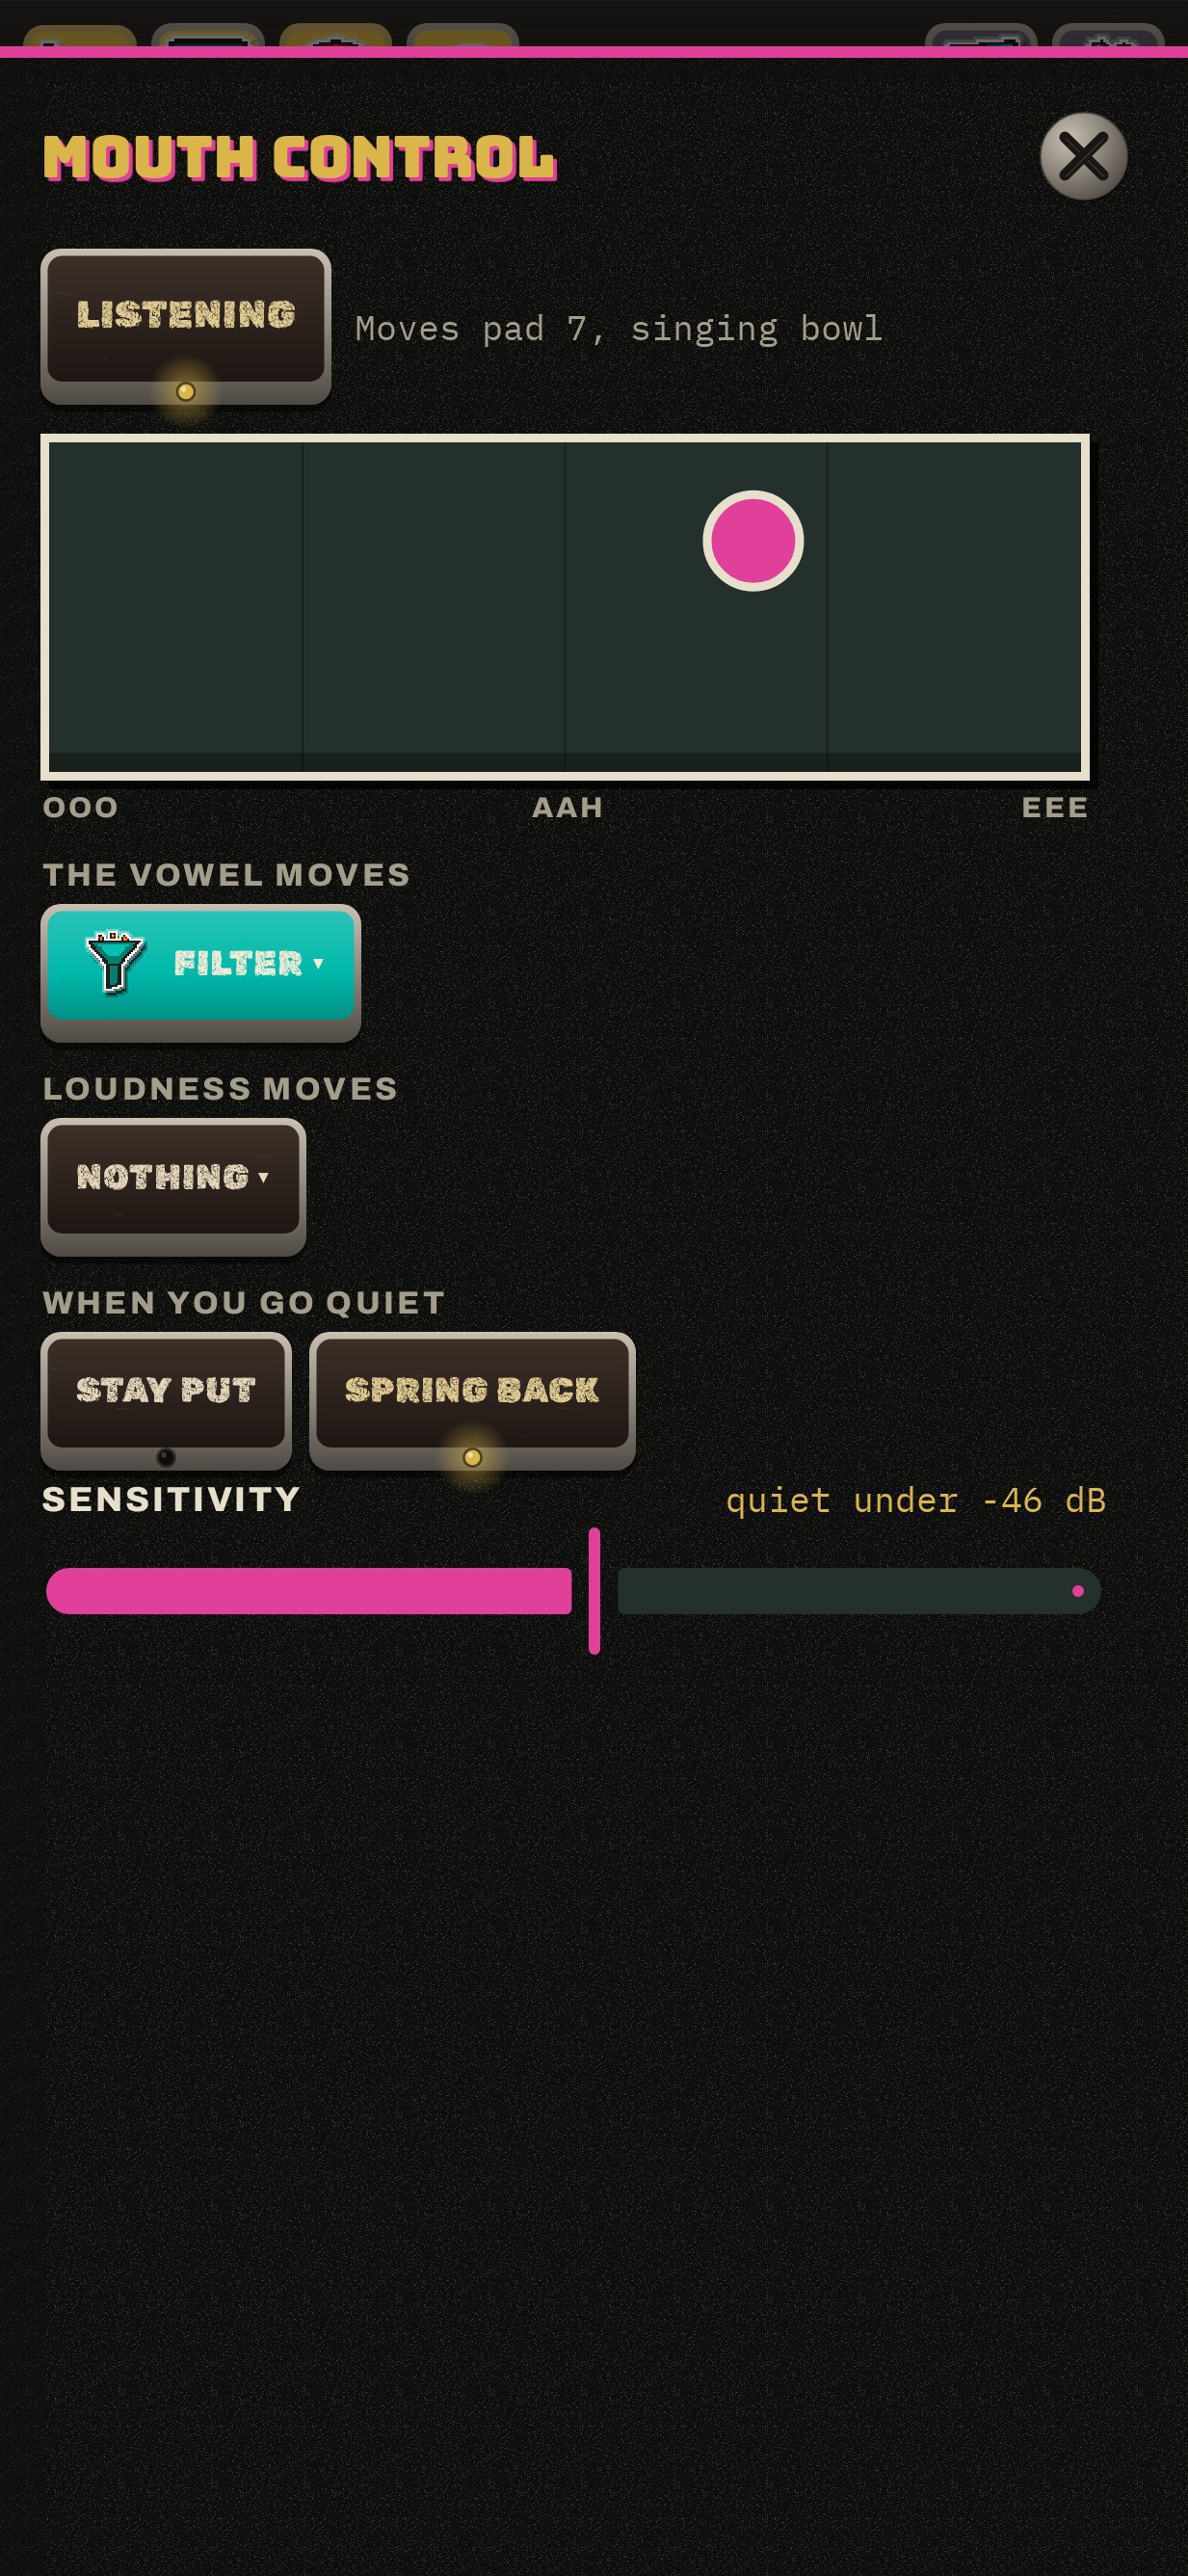 MOUTH CONTROL
LISTENING
Moves pad 7, singing bowl
OOO AAH EEE
THE VOWEL MOVES
FILTER ▾
LOUDNESS MOVES
NOTHING ▾
WHEN YOU GO QUIET
STAY PUT SPRING BACK
SENSITIVITY quiet under -46 dB